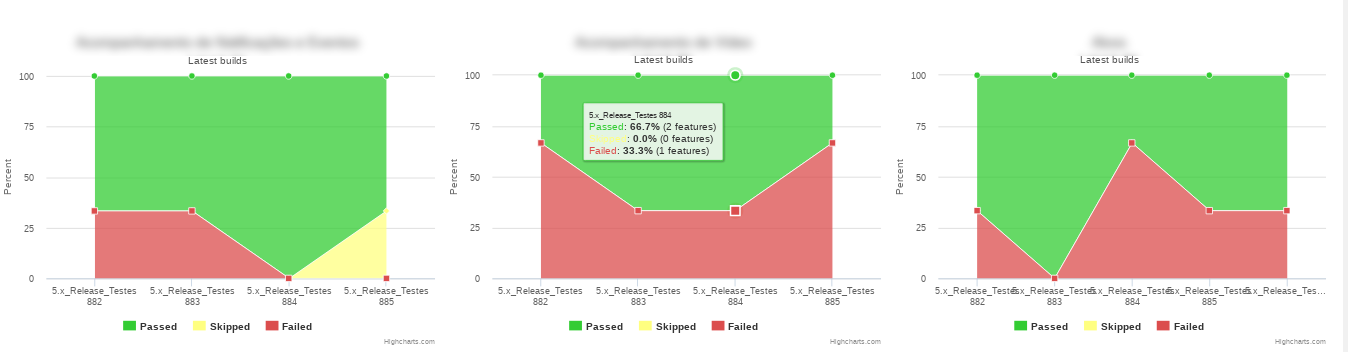 Latest builds
100
75
50
25
0
Percent
5.x_Release_Testes 882
5.x_Release_Testes 883
5.x_Release_Testes 884
5.x_Release_Testes 885
Passed
Skipped
Failed
Highcharts.com
Latest builds
100
75
50
25
0
Percent
5.x_Release_Testes 884
Passed: 66.7% (2 features)
: 0.0% (0 features)
Failed: 33.3% (1 features)
5.x_Release_Testes 882
5.x_Release_Testes 883
5.x_Release_Testes 884
5.x_Release_Testes 885
Passed
Skipped
Failed
Highcharts.com
Latest builds
100
75
50
25
0
Percent
5.x_Release_Testes 882
5.x_Release_Testes 883
5.x_Release_Testes 884
5.x_Release_Testes 885
5.x_Release_Tes…
Passed
Skipped
Failed
Highcharts.com